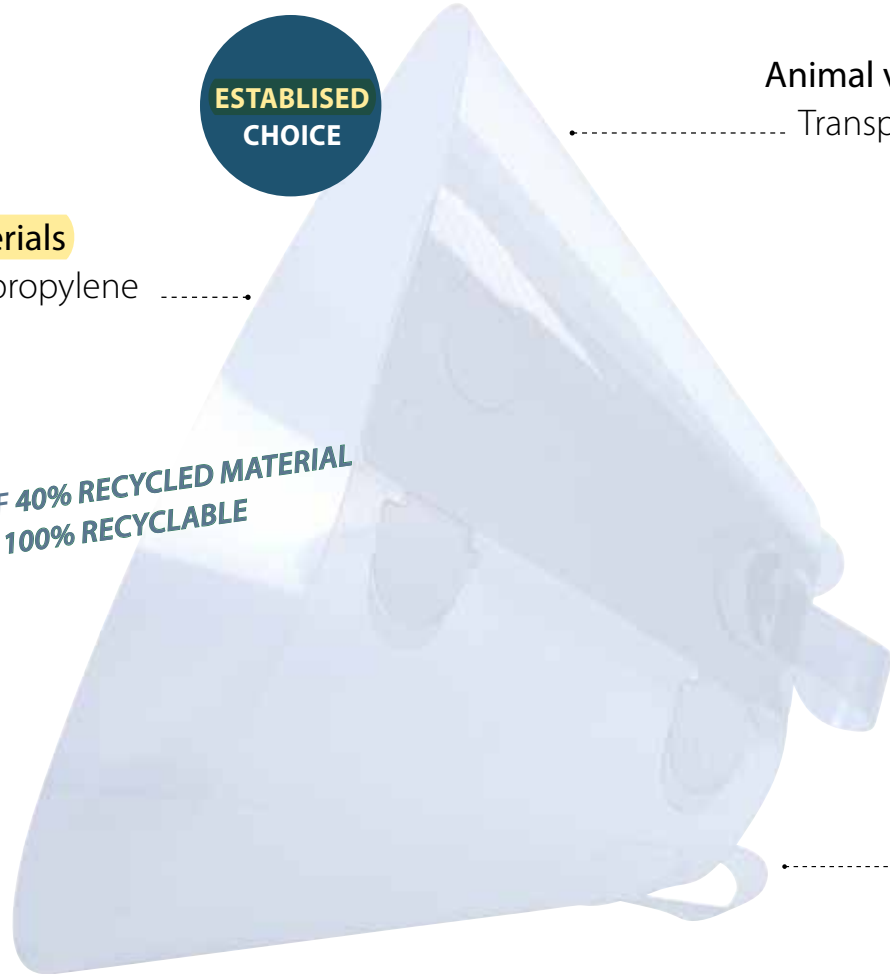 ESTABLISED
CHOICE
Animal v
Transp
erials
propylene
F 40% RECYCLED MATERIAL
100% RECYCLABLE